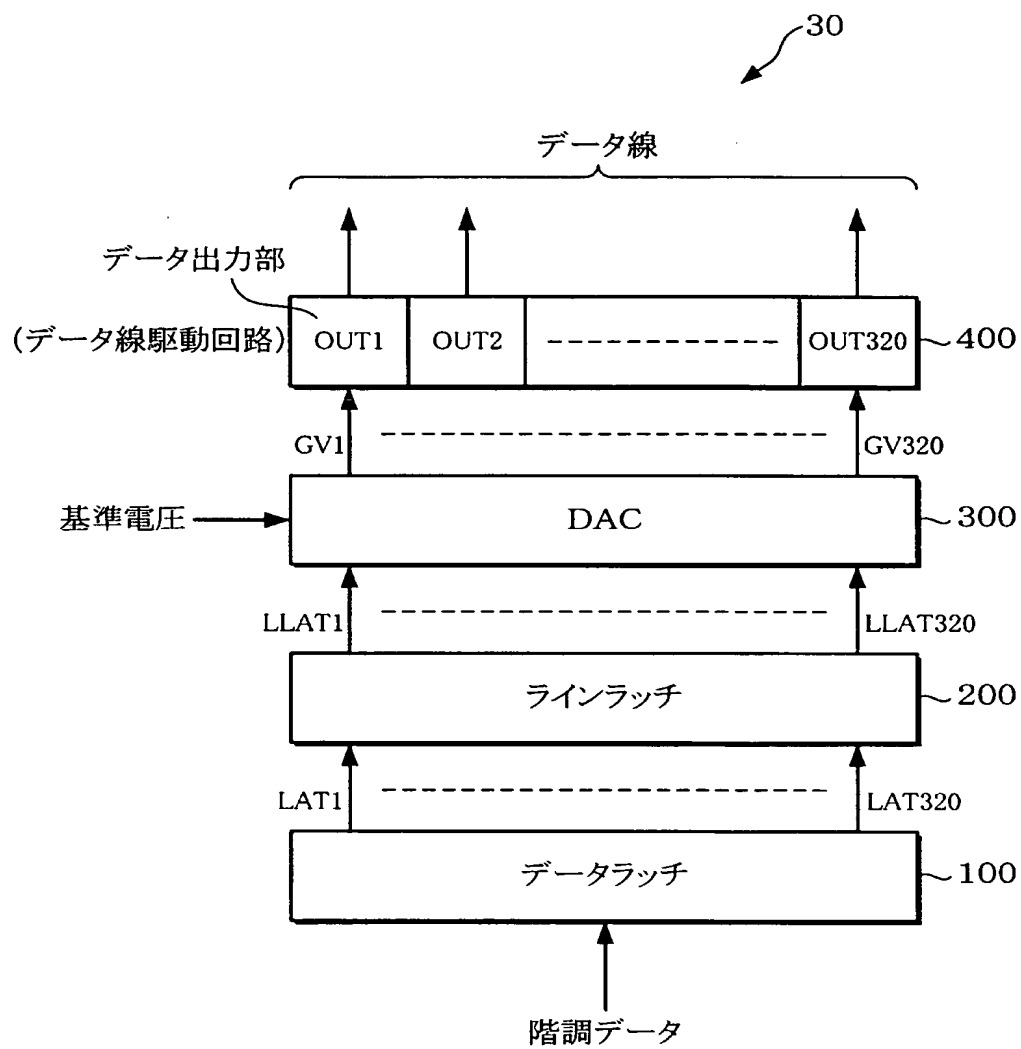 30
データ線
データ出力部
(データ線駆動回路) OUT1 OUT2 OUT320 400
GV1 GV320
基準電圧 DAC 300
LLAT1 LLAT320
ラインラッチ 200
LAT1 LAT320
データラッチ 100
階調データ